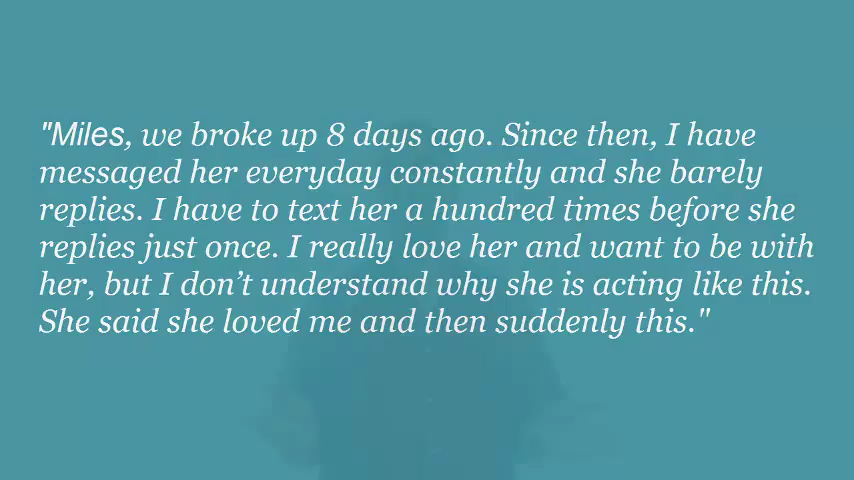 "Miles, we broke up 8 days ago. Since then, I have
messaged her everyday constantly and she barely
replies. I have to text her a hundred times before she
replies just once. I really love her and want to be with
her, but I don’t understand why she is acting like this.
She said she loved me and then suddenly this."